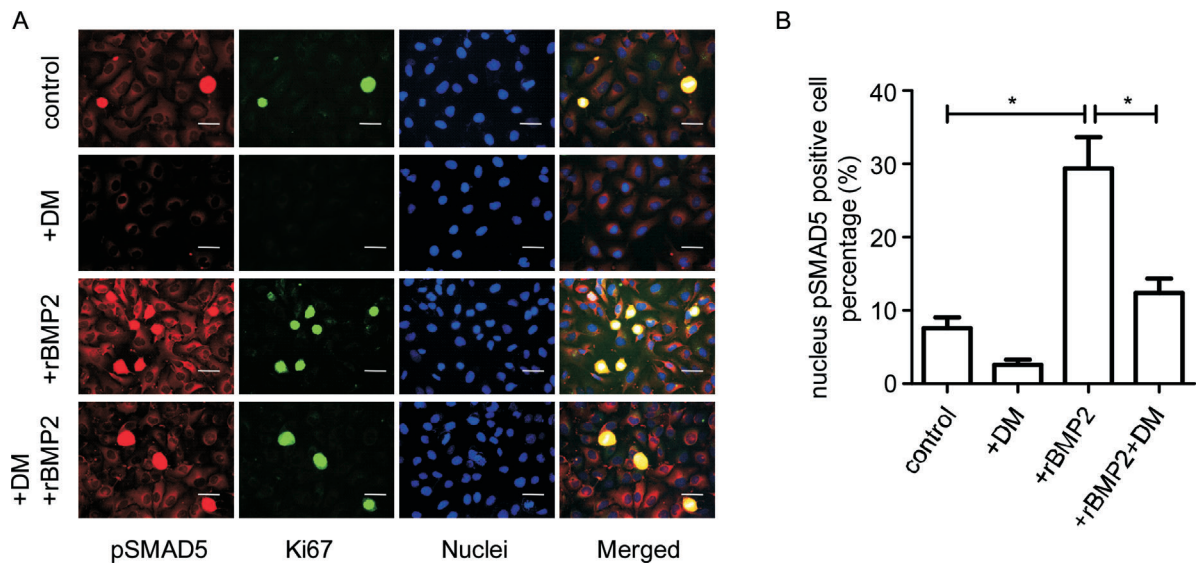 A
control
+DM
+rBMP2
+DM
+rBMP2
pSMAD5
Ki67
Nuclei
Merged
B
nucleus pSMAD5 positive cell
percentage (%)
40
30
20
10
0
*
*
control
+DM
+rBMP2
+rBMP2+DM